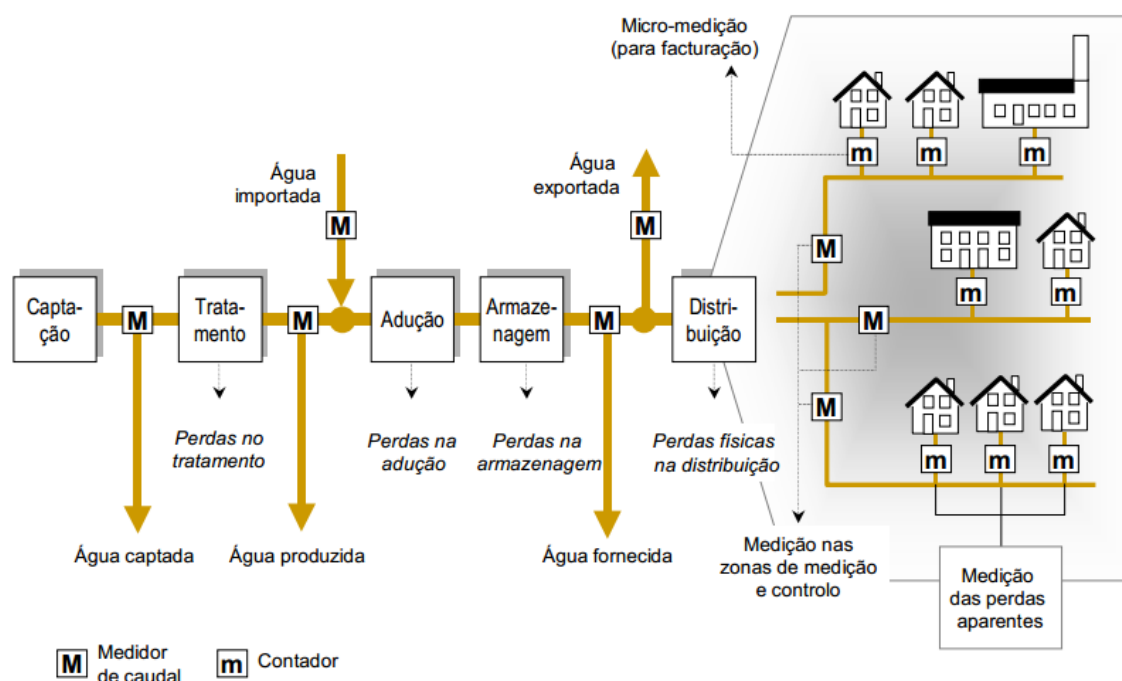 Micro-medição
(para facturação)
m
m
m
Água
importada
Água
exportada
M
M
M
m
m
Capta-
ção
M
Trata-
mento
M
Adução
Armaze-
nagem
M
Distri-
buição
M
M
Perdas no
tratamento
Perdas na
adução
Perdas na
armazenagem
Perdas físicas
na distribuição
m
m
m
Água captada
Água produzida
Água fornecida
Medição nas
zonas de medição
e controlo
Medição
das perdas
aparentes
M
Medidor
de caudal
m
Contador